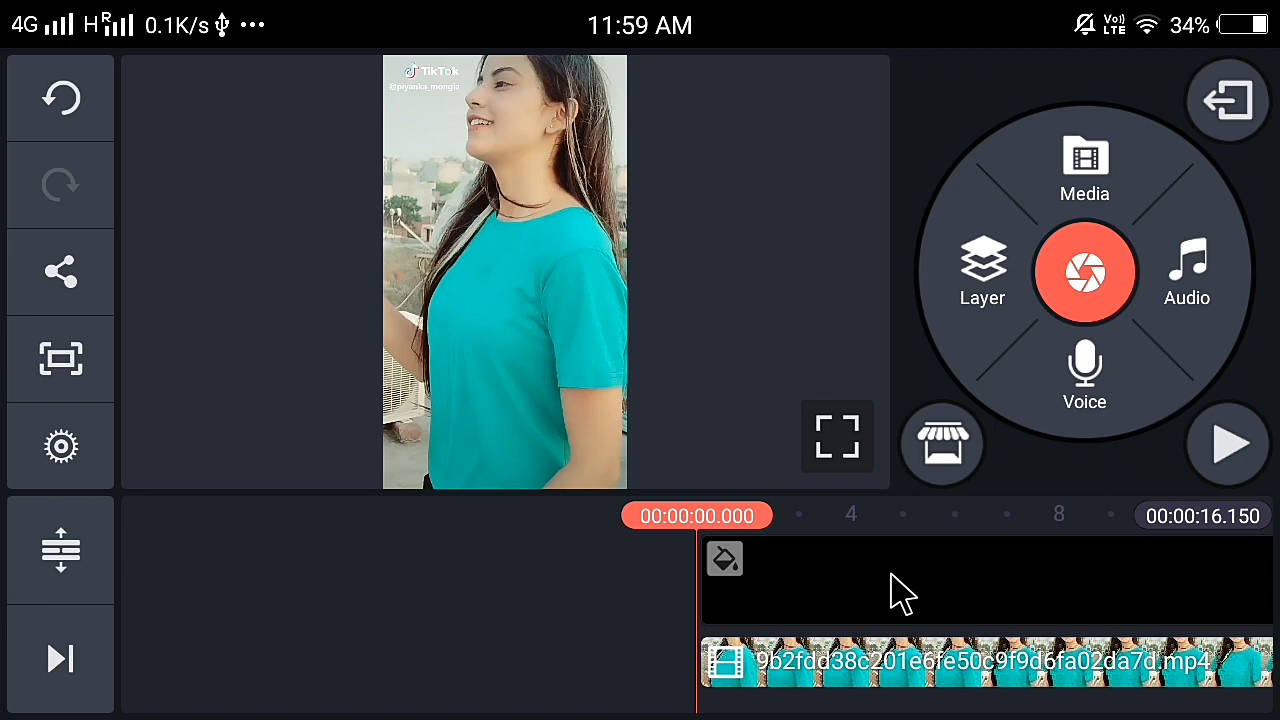 4G H R 0.1K/s 11:59 AM Vo) LTE 34%
TikTok
@piyanka_mongia
Media
Layer
Audio
Voice
00:00:00.000 4 8 00:00:16.150
9b2fdd38c201e6fe50c9f9d6fa02da7d.mp4